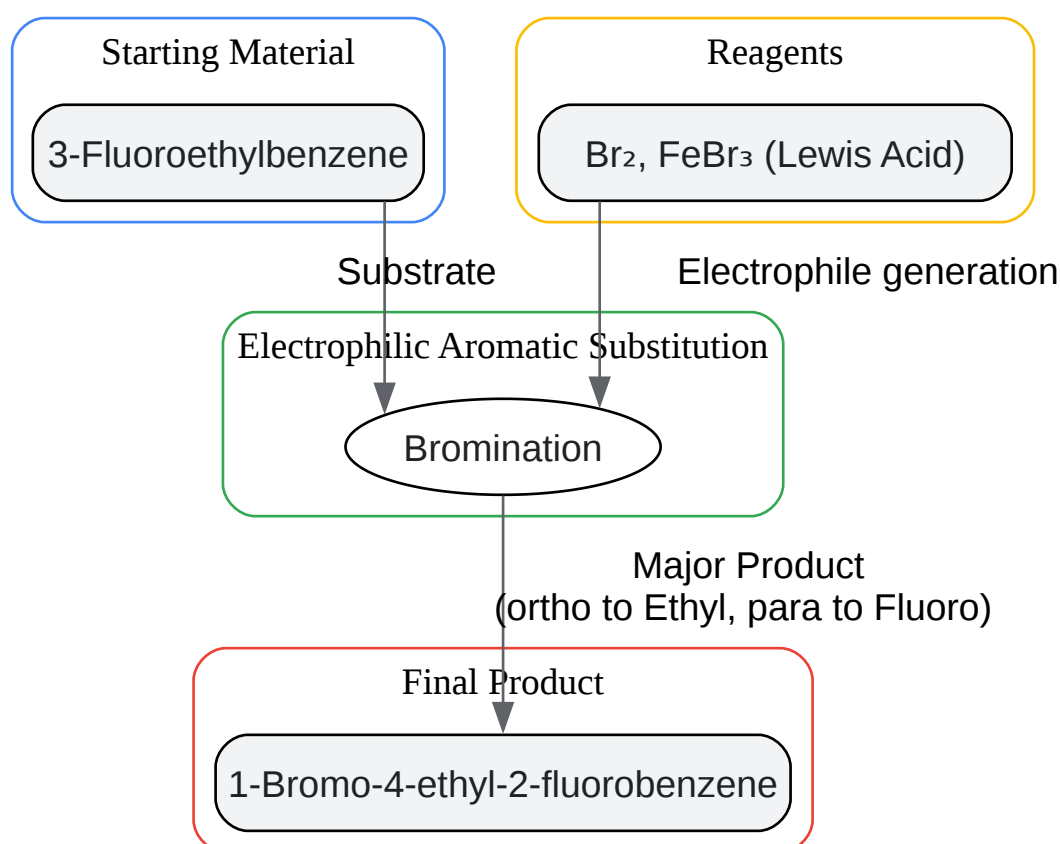 Starting Material
Reagents
3-Fluoroethylbenzene
Br₂, FeBr₃ (Lewis Acid)
Substrate
Electrophile generation
Electrophilic Aromatic Substitution
Bromination
Major Product
(ortho to Ethyl, para to Fluoro)
Final Product
1-Bromo-4-ethyl-2-fluorobenzene